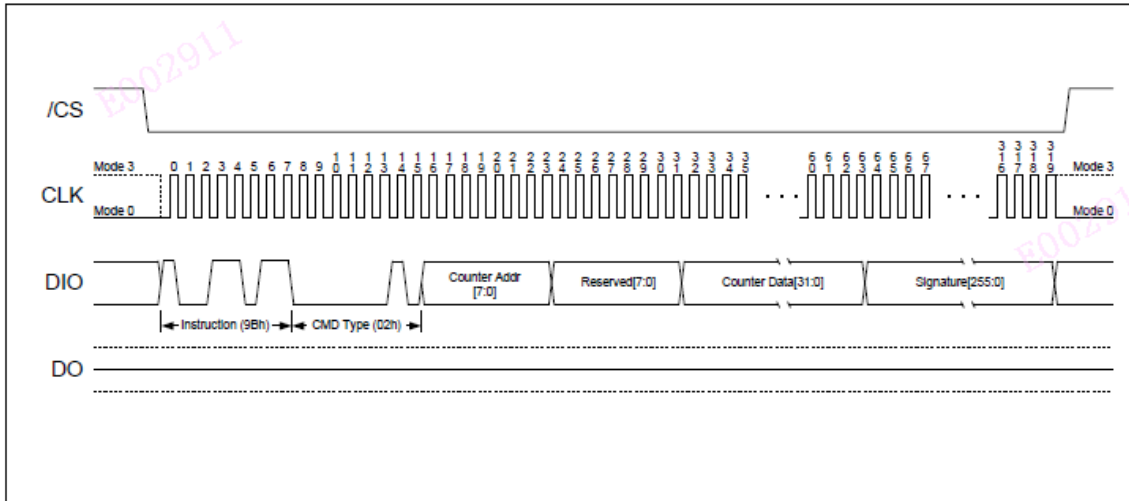 E002911
/CS
Mode 3
0 1 2 3 4 5 6 7 8 9 10 11 12 13 14 15 16 17 18 19 20 21 22 23 24 25 26 27 28 29 30 31 32 33 34 35 60 61 62 63 64 65 66 67 316 317 318 319
Mode 3
CLK
Mode 0
. . .
. . .
Mode 0
DIO
Counter Addr
[7:0]
Reserved[7:0]
Counter Data[31:0]
Signature[255:0]
Instruction (9Bh)
CMD Type (02h)
DO